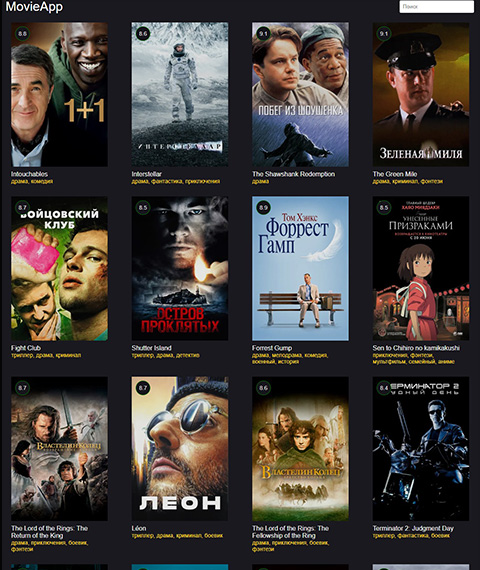 MovieApp
Поиск
8.8
1+1
Intouchables
драма, комедия
8.6
ИНТЕРСТЕЛЛАР
Interstellar
драма, фантастика, приключения
9.1
ПОБЕГ ИЗ ШОУШЕНКА
The Shawshank Redemption
драма
9.1
ЗЕЛЕНАЯ МИЛЯ
The Green Mile
драма, криминал, фэнтези
8.7
БОЙЦОВСКИЙ
КЛУБ
Fight Club
триллер, драма, криминал
8.5
ОСТРОВ
ПРОКЛЯТЫХ
Shutter Island
триллер, драма, детектив
8.9
Том Хэнкс
Форрест
Гамп
Forrest Gump
драма, мелодрама, комедия,
военный, история
8.5
УНЕСЕННЫЕ
ПРИЗРАКАМИ
С 20 ИЮНЯ
Sen to Chihiro no kamikakushi
приключения, фэнтези,
мультфильм, семейный, аниме
8.7
ВЛАСТЕЛИН КОЛЕЦ
The Lord of the Rings: The
Return of the King
драма, приключения, боевик,
фэнтези
8.7
ЛЕОН
Léon
триллер, драма, криминал, боевик
8.6
ВЛАСТЕЛИН КОЛЕЦ
The Lord of the Rings: The
Fellowship of the Ring
драма, приключения, боевик,
фэнтези
8.4
ЕРМИНАТОР 2
ДНЫЙ ДЕНЬ
Terminator 2: Judgment Day
триллер, фантастика, боевик